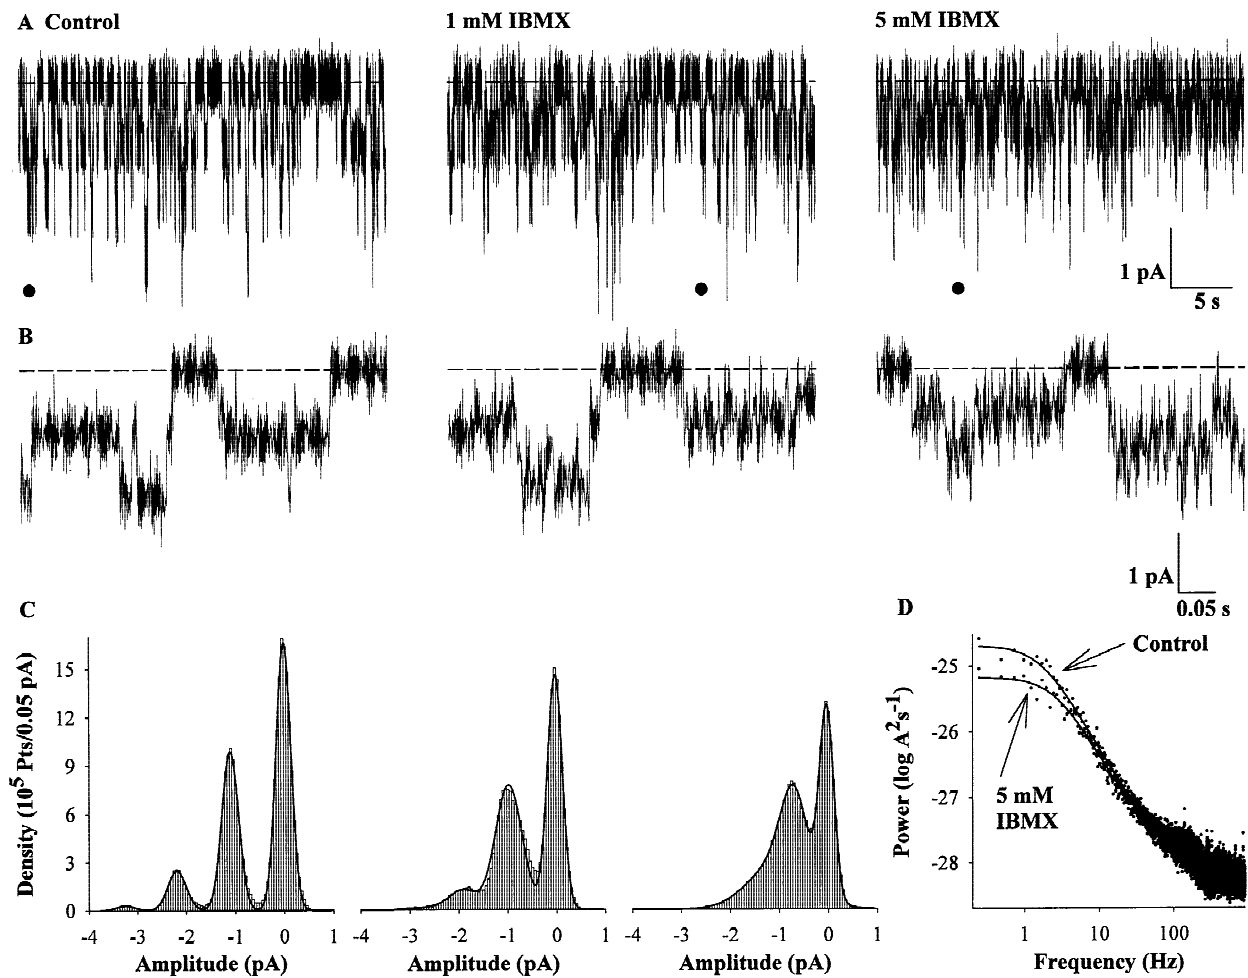 A Control
1 mM IBMX
5 mM IBMX
1 pA
5 s
B
1 pA
0.05 s
C
D
Density (10^5 Pts/0.05 pA)
15
12
9
6
3
0
-4 -3 -2 -1 0 1
-4 -3 -2 -1 0 1
-4 -3 -2 -1 0 1
Amplitude (pA)
Amplitude (pA)
Amplitude (pA)
Power (log A^2s^-1)
-25
-26
-27
-28
Control
5 mM
IBMX
1 10 100
Frequency (Hz)